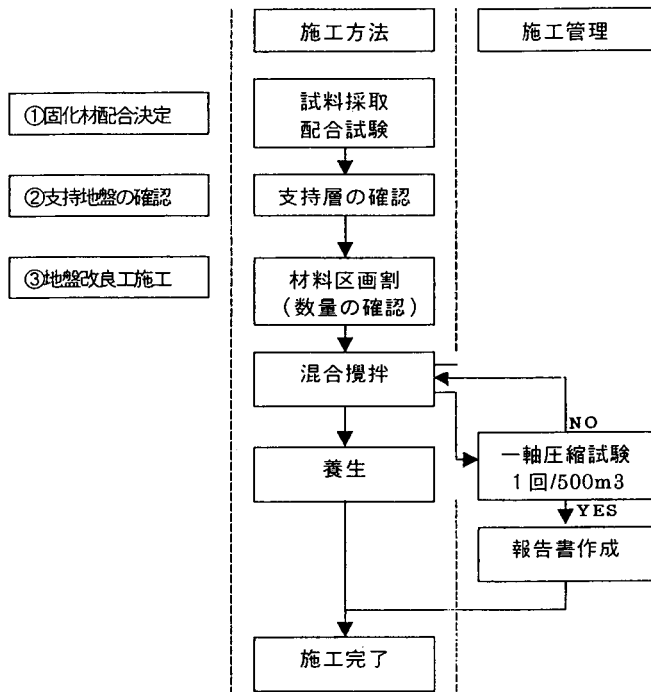 施工方法
施工管理
①固化材配合決定
試料採取
配合試験
②支持地盤の確認
支持層の確認
③地盤改良工施工
材料区画割
（数量の確認）
混合攪拌
NO
養生
一軸圧縮試験
1回/500m3
YES
報告書作成
施工完了